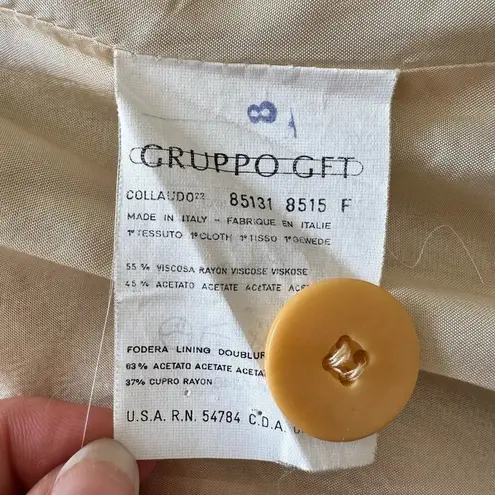 8
GRUPPO GFT
COLLAUDO22 85131 8515 F
MADE IN ITALY - FABRIQUE EN ITALIE
1° TESSUTO 1° CLOTH 1° TISSO 1° GEWEDE
55 % VISCOSA RAYON VISCOSE VISKOSE
45 % ACETATO ACETATE ACETATE
FODERA LINING
63 % ACETATO ACETATE
37% CUPRO RAYON
U.S.A. R.N. 54784 C.D.A.